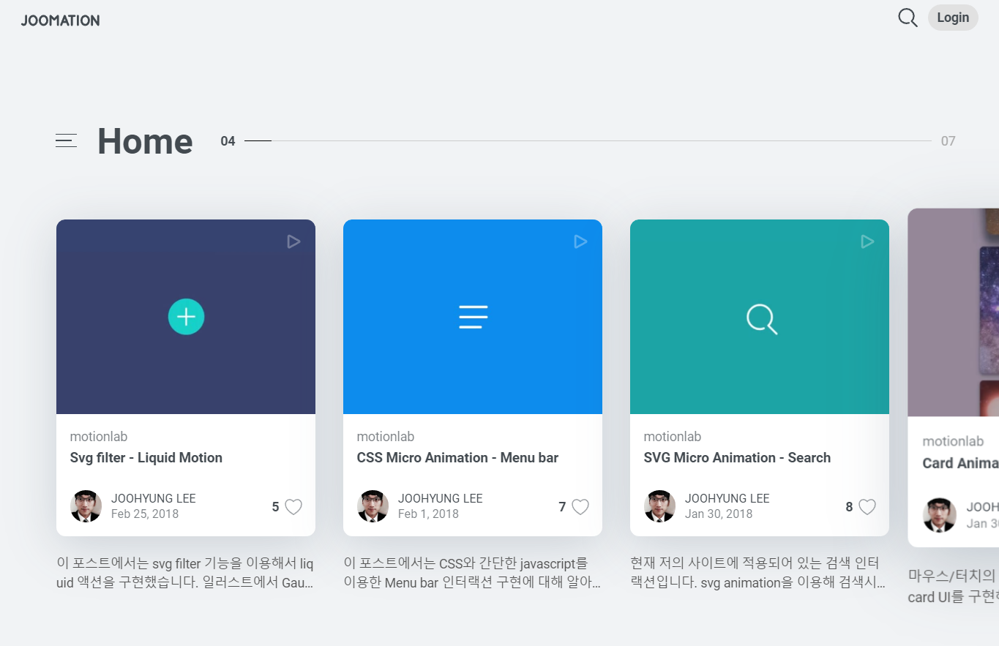 JOOMATION
Login
Home
04
07
motionlab
Svg filter - Liquid Motion
JOOHYUNG LEE
Feb 25, 2018
5
이 포스트에서는 svg filter 기능을 이용해서 liq
uid 액션을 구현했습니다. 일러스트에서 Gau...
motionlab
CSS Micro Animation - Menu bar
JOOHYUNG LEE
Feb 1, 2018
7
이 포스트에서는 CSS와 간단한 javascript를
이용한 Menu bar 인터랙션 구현에 대해 알아...
motionlab
SVG Micro Animation - Search
JOOHYUNG LEE
Jan 30, 2018
8
현재 저의 사이트에 적용되어 있는 검색 인터
랙션입니다. svg animation을 이용해 검색시...
motionlab
Card Anima
JOOH
Jan 30
마우스/터치의
card UI를 구현